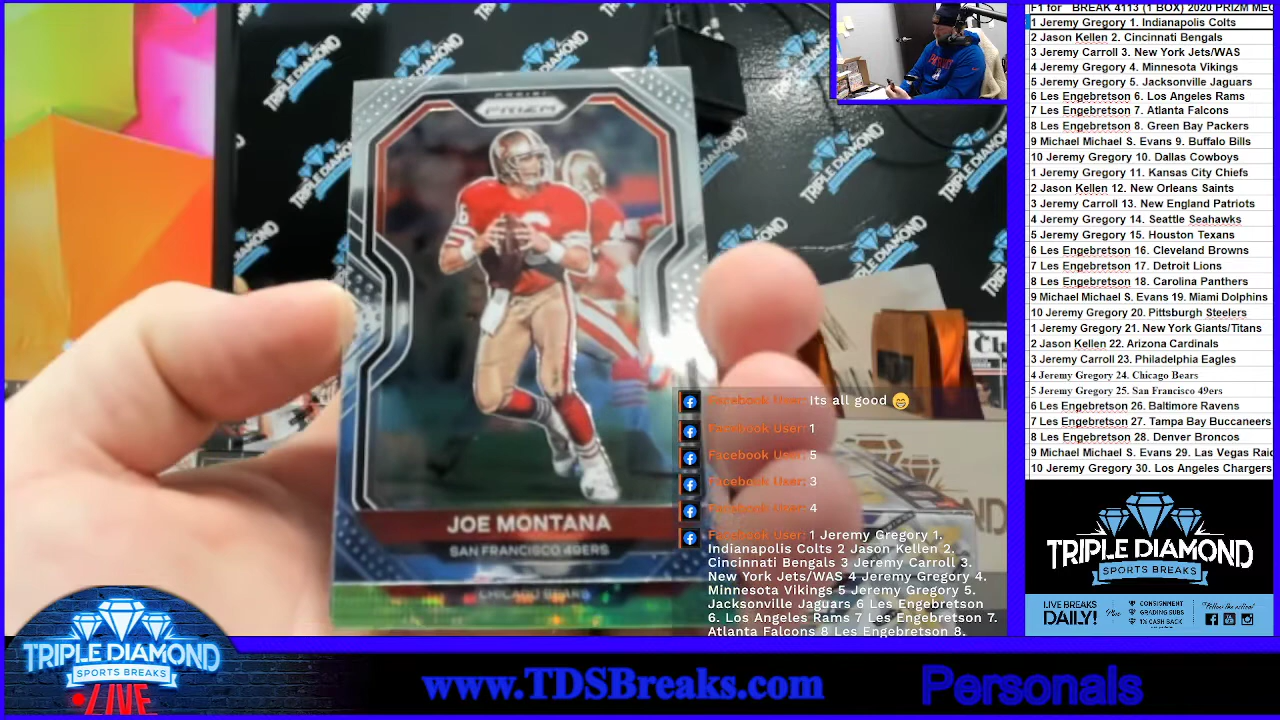 TRIPLE DIAMOND
PANINI
PRIZM
6
JOE MONTANA
SAN FRANCISCO 49ERS
CHICAGO BEARS
F1 for BREAK 4113 (1 BOX) 2020 PRIZM MEG
1 Jeremy Gregory 1. Indianapolis Colts
2 Jason Kellen 2. Cincinnati Bengals
3 Jeremy Carroll 3. New York Jets/WAS
4 Jeremy Gregory 4. Minnesota Vikings
5 Jeremy Gregory 5. Jacksonville Jaguars
6 Les Engebretson 6. Los Angeles Rams
7 Les Engebretson 7. Atlanta Falcons
8 Les Engebretson 8. Green Bay Packers
9 Michael Michael S. Evans 9. Buffalo Bills
10 Jeremy Gregory 10. Dallas Cowboys
1 Jeremy Gregory 11. Kansas City Chiefs
2 Jason Kellen 12. New Orleans Saints
3 Jeremy Carroll 13. New England Patriots
4 Jeremy Gregory 14. Seattle Seahawks
5 Jeremy Gregory 15. Houston Texans
6 Les Engebretson 16. Cleveland Browns
7 Les Engebretson 17. Detroit Lions
8 Les Engebretson 18. Carolina Panthers
9 Michael Michael S. Evans 19. Miami Dolphins
10 Jeremy Gregory 20. Pittsburgh Steelers
1 Jeremy Gregory 21. New York Giants/Titans
2 Jason Kellen 22. Arizona Cardinals
3 Jeremy Carroll 23. Philadelphia Eagles
4 Jeremy Gregory 24. Chicago Bears
5 Jeremy Gregory 25. San Francisco 49ers
6 Les Engebretson 26. Baltimore Ravens
7 Les Engebretson 27. Tampa Bay Buccaneers
8 Les Engebretson 28. Denver Broncos
9 Michael Michael S. Evans 29. Las Vegas Raid
10 Jeremy Gregory 30. Los Angeles Chargers
Facebook User: Its all good 😁
Facebook User: 1
Facebook User: 5
Facebook User: 3
Facebook User: 4
Facebook User: 1 Jeremy Gregory 1.
Indianapolis Colts 2 Jason Kellen 2.
Cincinnati Bengals 3 Jeremy Carroll 3.
New York Jets/WAS 4 Jeremy Gregory 4.
Minnesota Vikings 5 Jeremy Gregory 5.
Jacksonville Jaguars 6 Les Engebretson
6. Los Angeles Rams 7 Les Engebretson 7.
Atlanta Falcons 8 Les Engebretson 8.
TRIPLE DIAMOND
SPORTS BREAKS
LIVE BREAKS
DAILY!
Plus
CONSIGNMENT
GRADING SUBS
1% CASH BACK
Follow the action!
TRIPLE DIAMOND
SPORTS BREAKS
LIVE
www.TDSBreaks.com
Personals